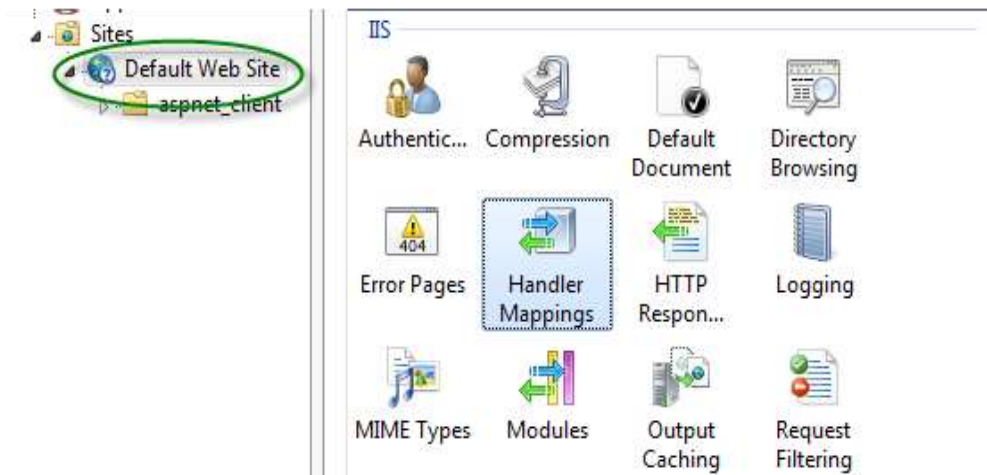 Sites
Default Web Site
aspnet_client
IIS
Authentic...
Compression
Default
Document
Directory
Browsing
404
Error Pages
Handler
Mappings
HTTP
Respon...
Logging
MIME Types
Modules
Output
Caching
Request
Filtering